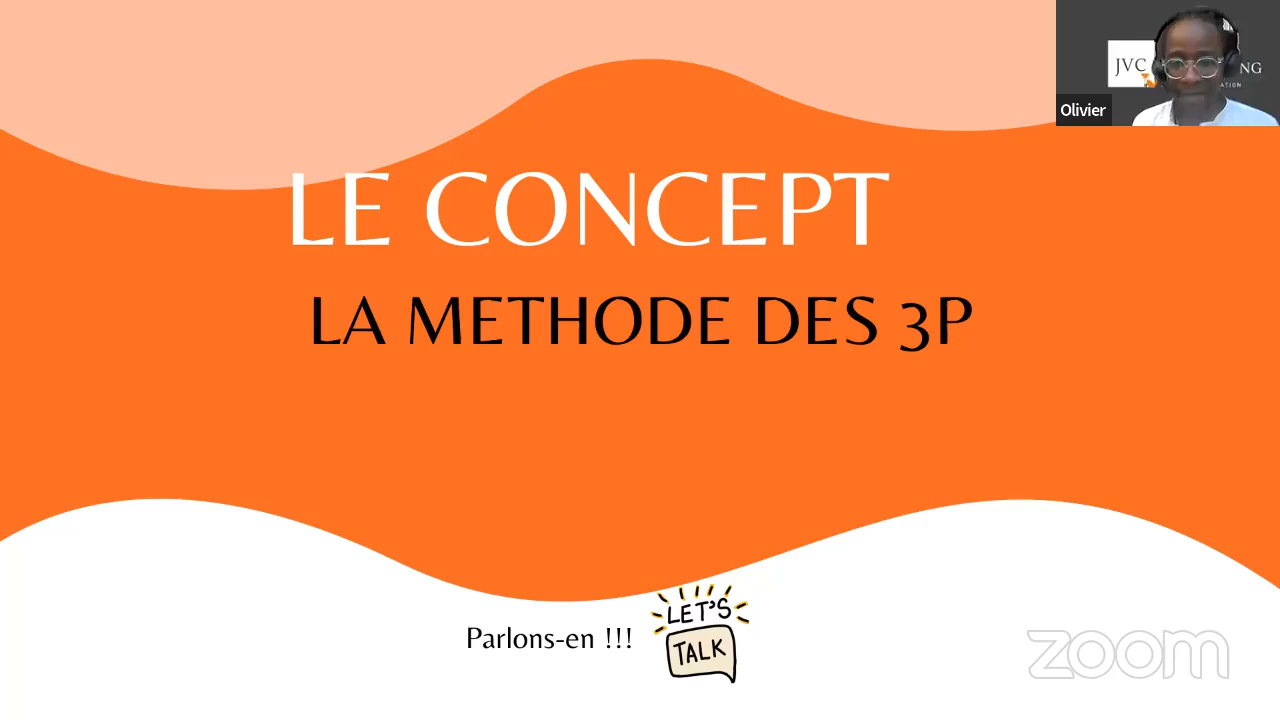 JVC
NG
ATION
Olivier
LE CONCEPT
LA METHODE DES 3P
Parlons-en !!!
LET'S
TALK
zoom